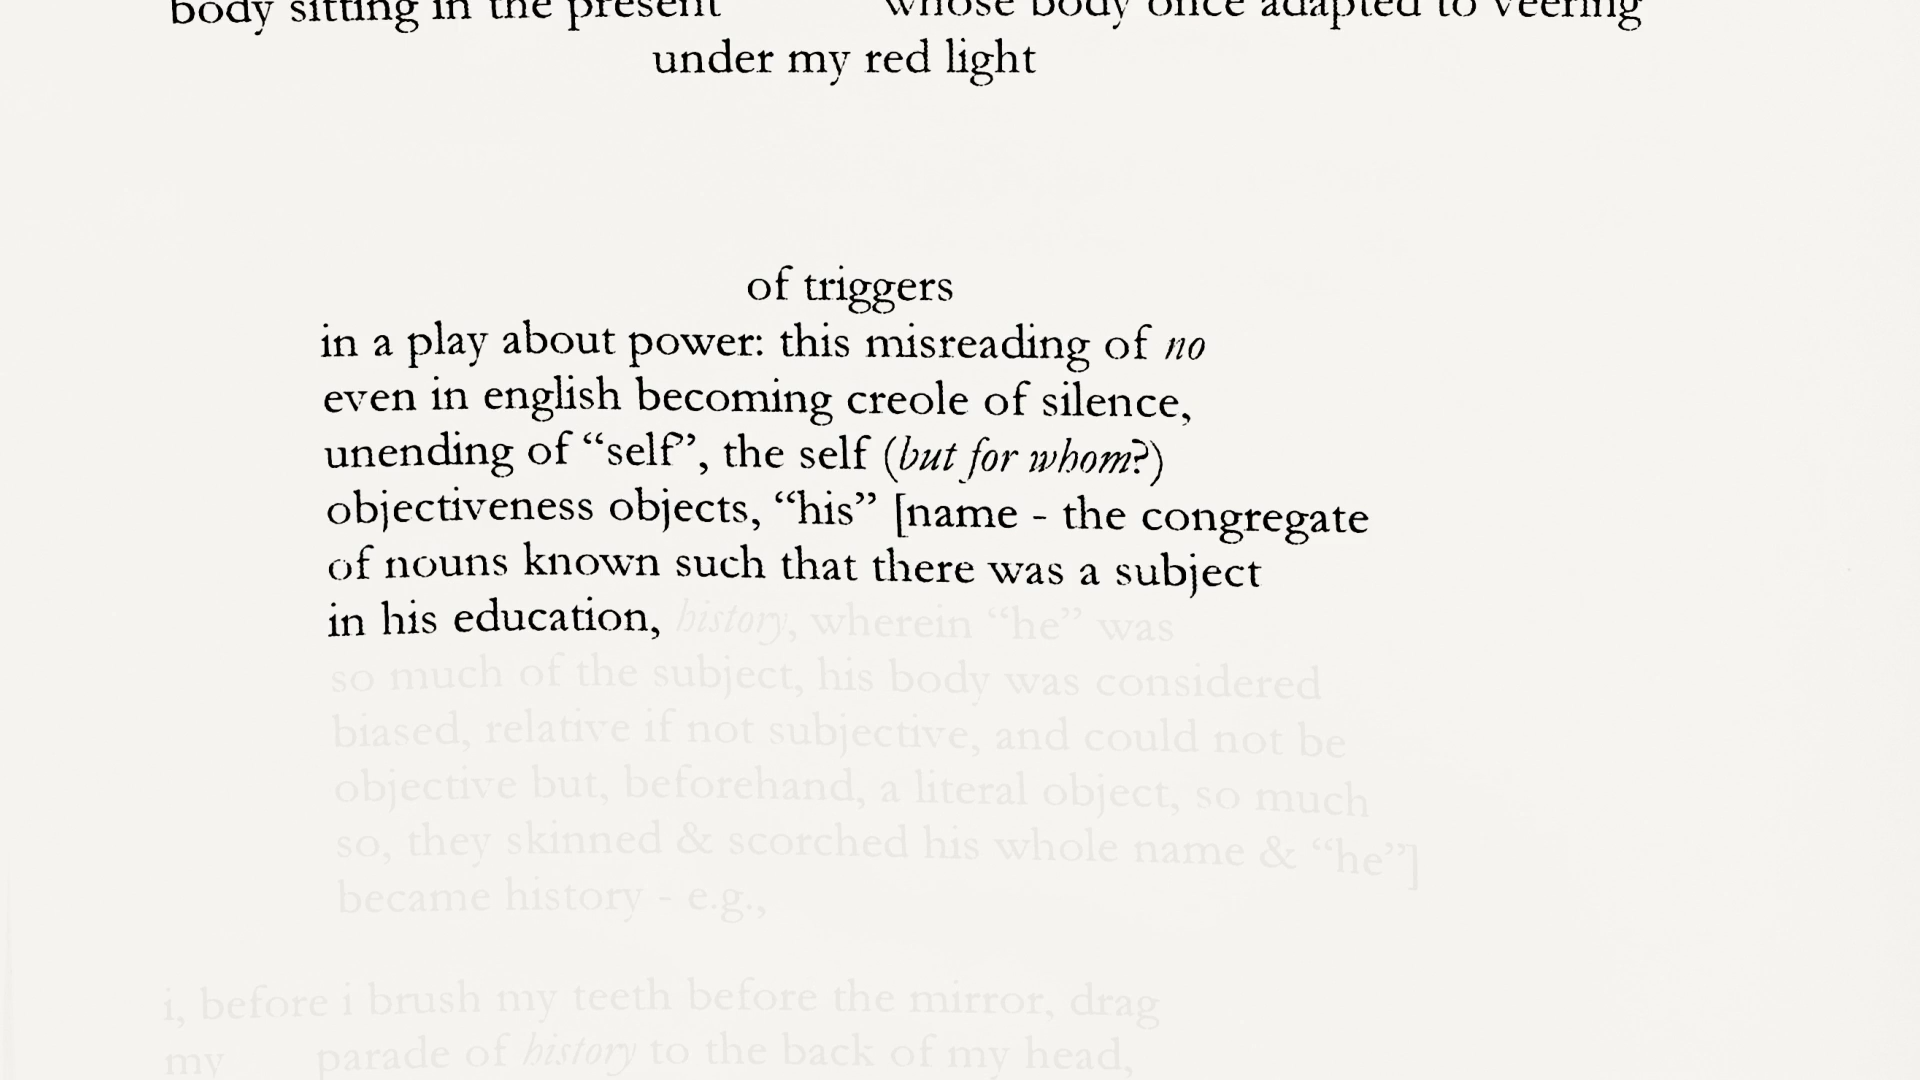 body sitting in the present whose body once adapted to veering
under my red light
of triggers
in a play about power: this misreading of no
even in english becoming creole of silence,
unending of “self”, the self (but for whom?)
objectiveness objects, “his” [name - the congregate
of nouns known such that there was a subject
in his education, history, wherein “he” was
so much of the subject, his body was considered
biased, relative if not subjective, and could not be
objective but, beforehand, a literal object, so much
so, they skinned & scorched his whole name & “he”]
became history - e.g.,
i, before i brush my teeth before the mirror, drag
my parade of history to the back of my head,